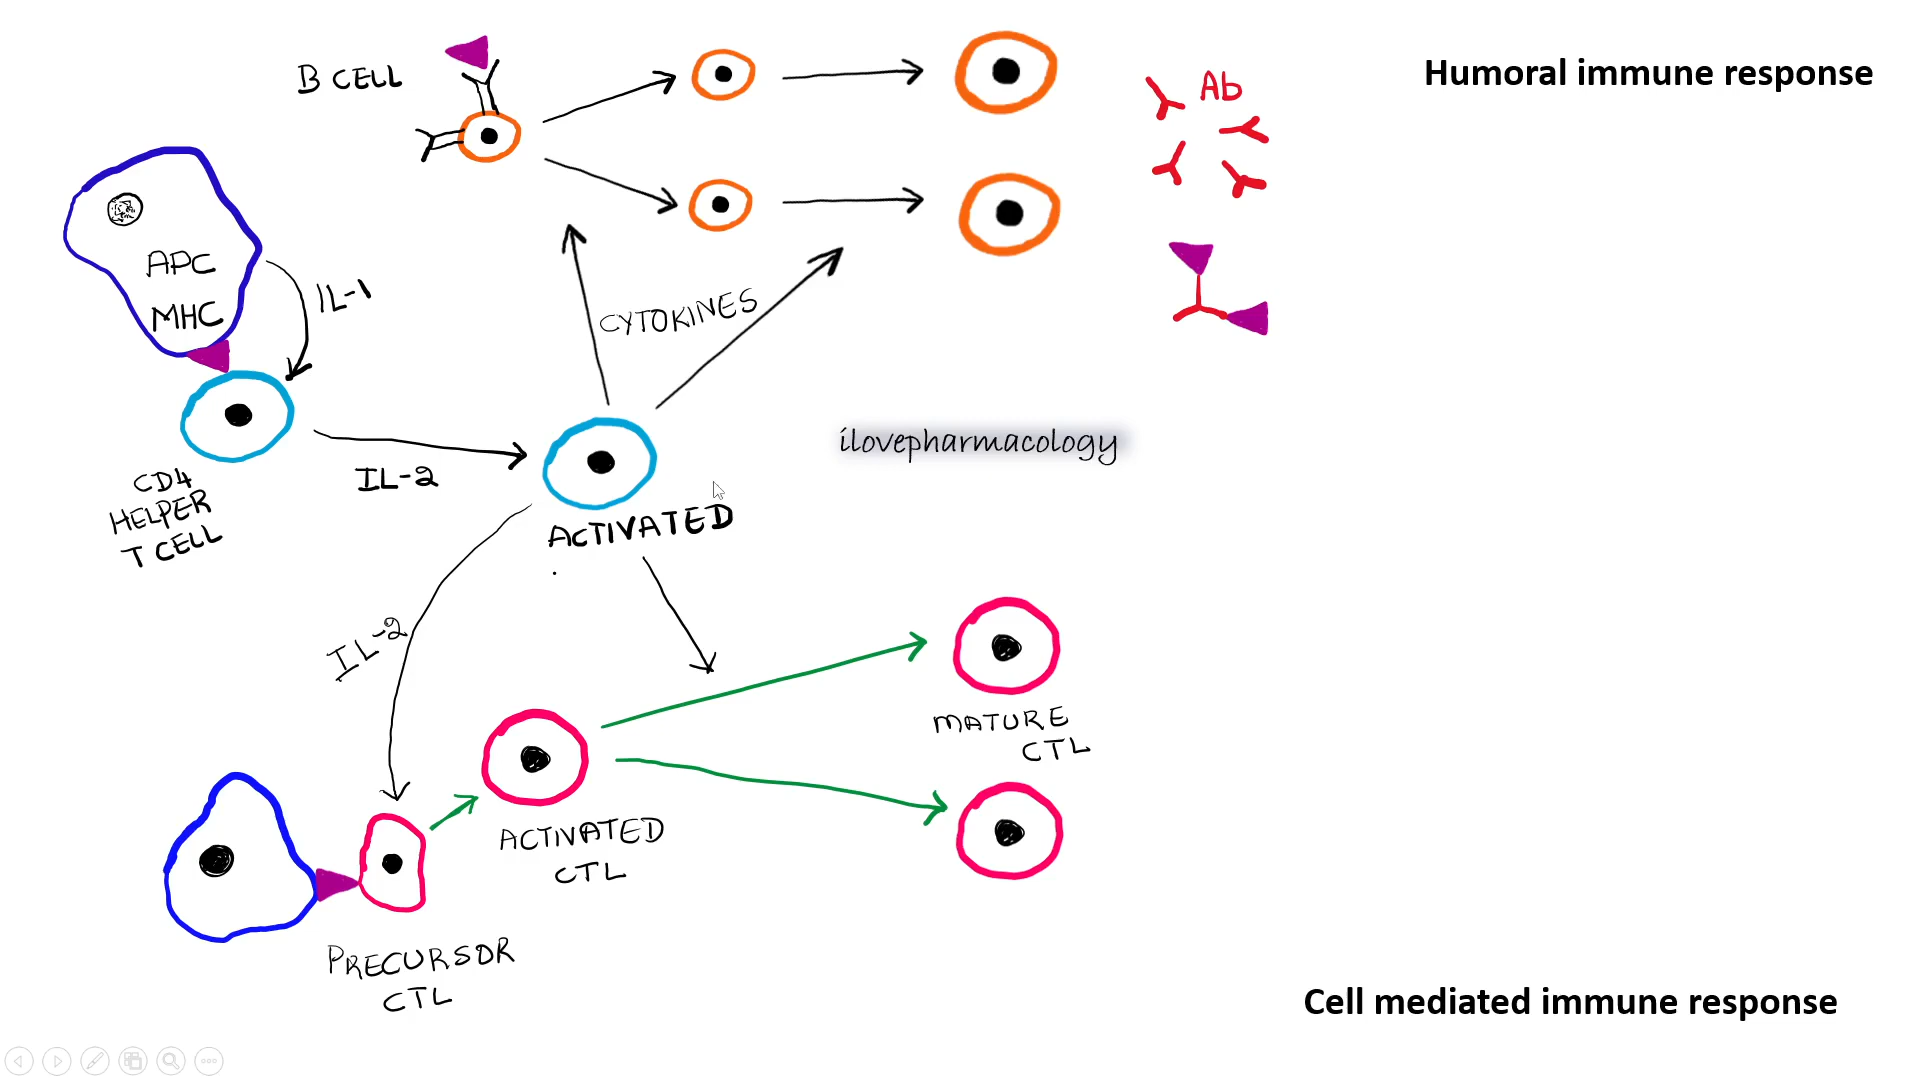 Humoral immune response
B CELL
Ab
APC
MHC
IL-1
CYTOKINES
ilovepharmacology
IL-2
CD4
HELPER
T CELL
ACTIVATED
IL-2
MATURE
CTL
ACTIVATED
CTL
PRECURSOR
CTL
Cell mediated immune response